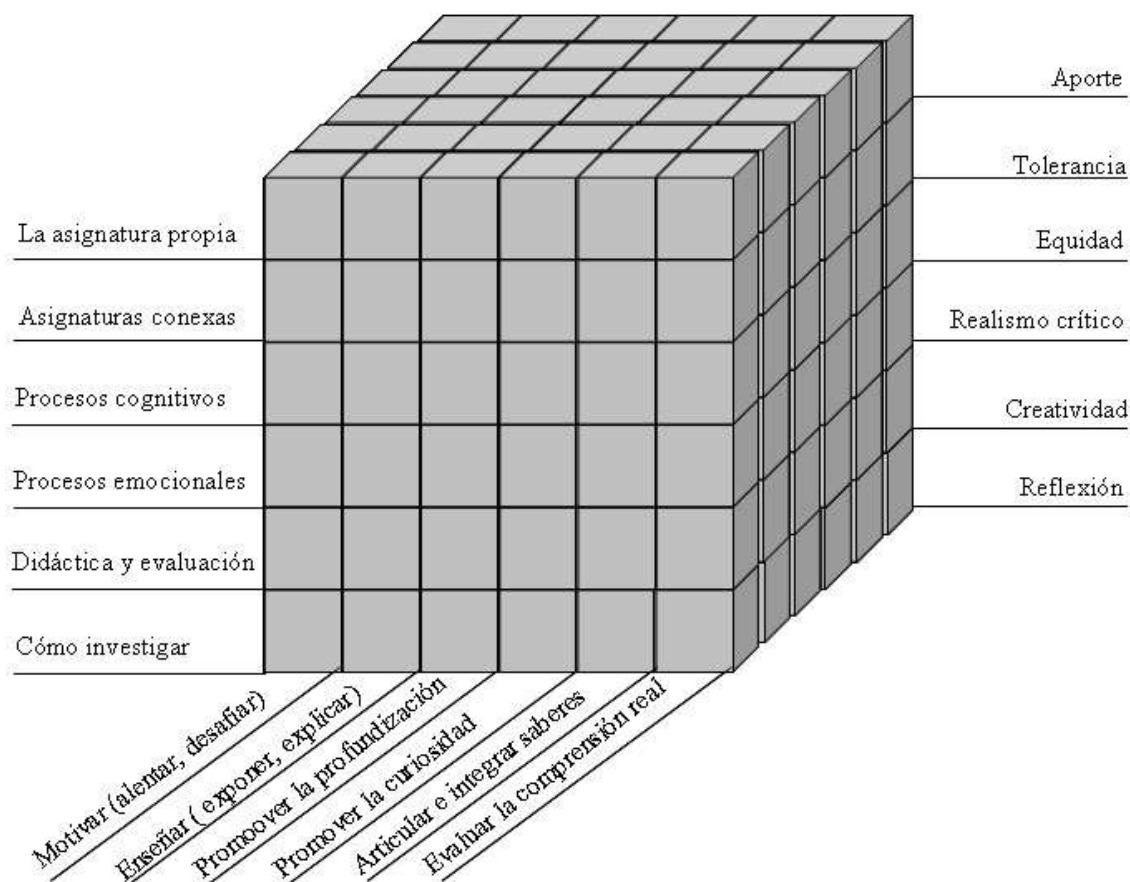 La asignatura propia
Asignaturas conexas
Procesos cognitivos
Procesos emocionales
Didáctica y evaluación
Cómo investigar
Aporte
Tolerancia
Equidad
Realismo crítico
Creatividad
Reflexión
Motivar (alentar, desafiar)
Enseñar ( exponer, explicar)
Promoover la profundización
Promover la curiosidad
Articular e integrar saberes
Evaluar la comprensión real